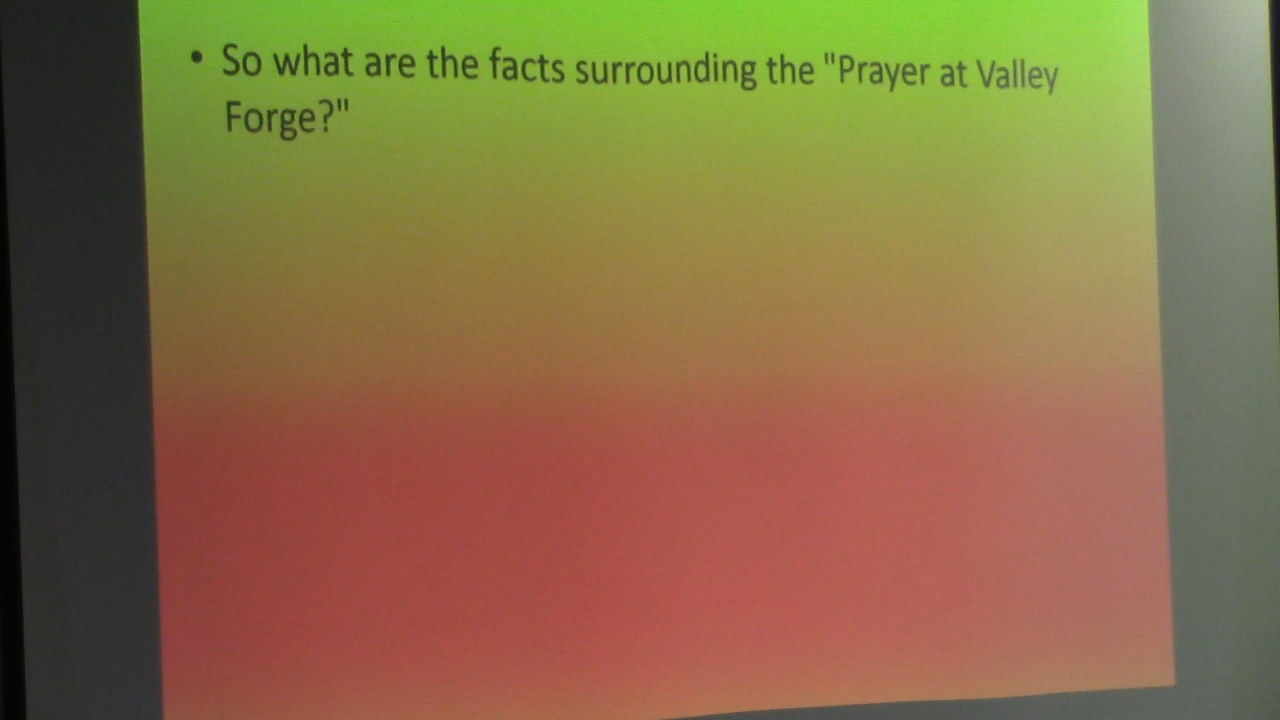 • So what are the facts surrounding the "Prayer at Valley
Forge?"